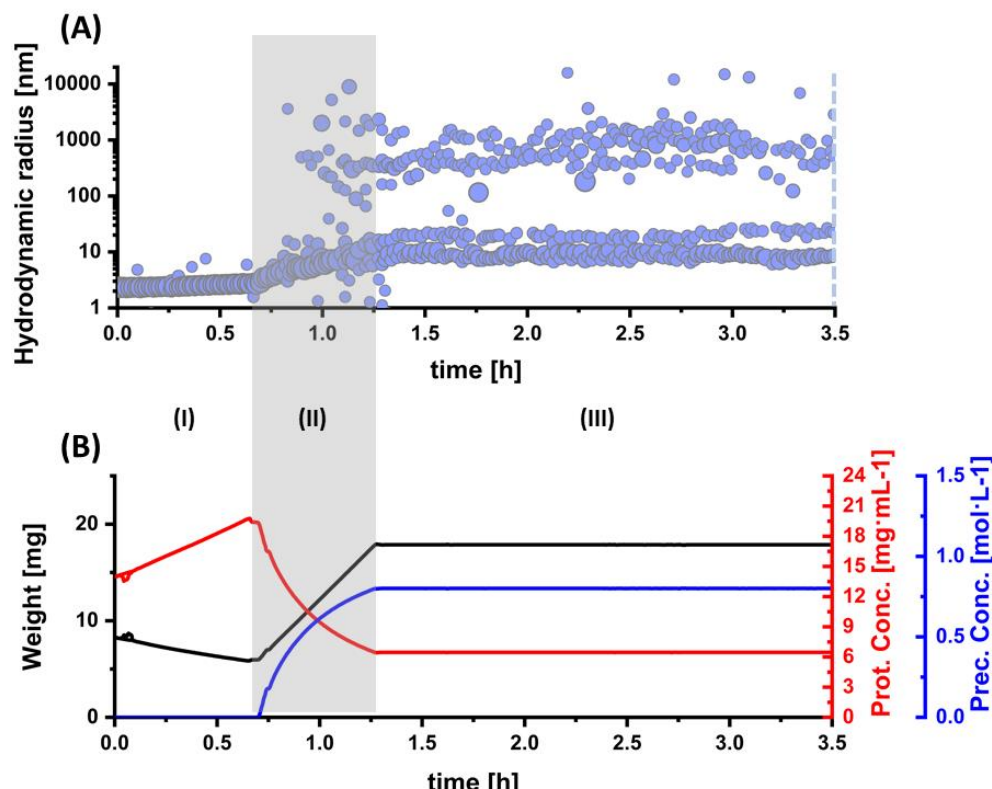 (A)
Hydrodynamic radius [nm]
10000
1000
100
10
1
0.0 0.5 1.0 1.5 2.0 2.5 3.0 3.5
time [h]
(I) (II) (III)
(B)
Weight [mg]
20
10
0
24
21
18
15
12
9
6
3
0
Prot. Conc. [mg·mL-1]
1.5
1.0
0.5
0.0
Prec. Conc. [mol·L-1]
0.0 0.5 1.0 1.5 2.0 2.5 3.0 3.5
time [h]